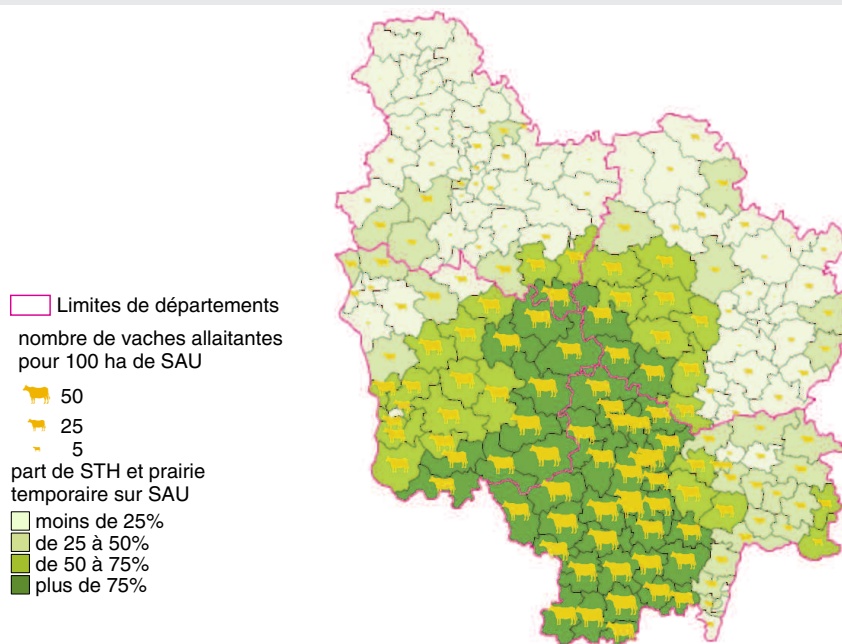 Limites de départements
nombre de vaches allaitantes
pour 100 ha de SAU
50
25
5
part de STH et prairie
temporaire sur SAU
moins de 25%
de 25 à 50%
de 50 à 75%
plus de 75%